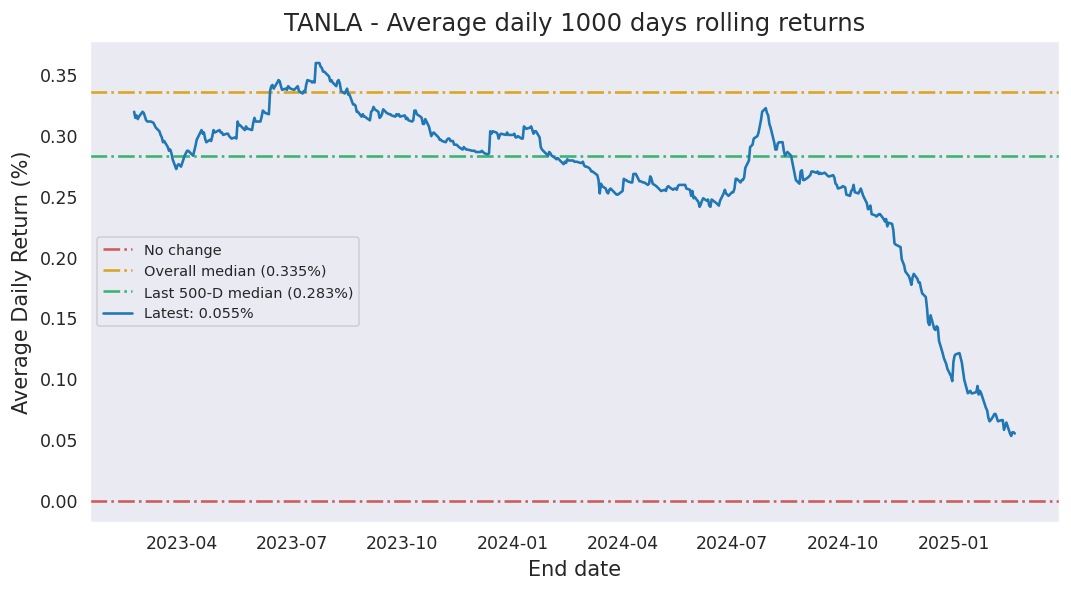 TANLA - Average daily 1000 days rolling returns
Average Daily Return (%)
0.35
0.30
0.25
0.20
0.15
0.10
0.05
0.00
No change
Overall median (0.335%)
Last 500-D median (0.283%)
Latest: 0.055%
2023-04 2023-07 2023-10 2024-01 2024-04 2024-07 2024-10 2025-01
End date